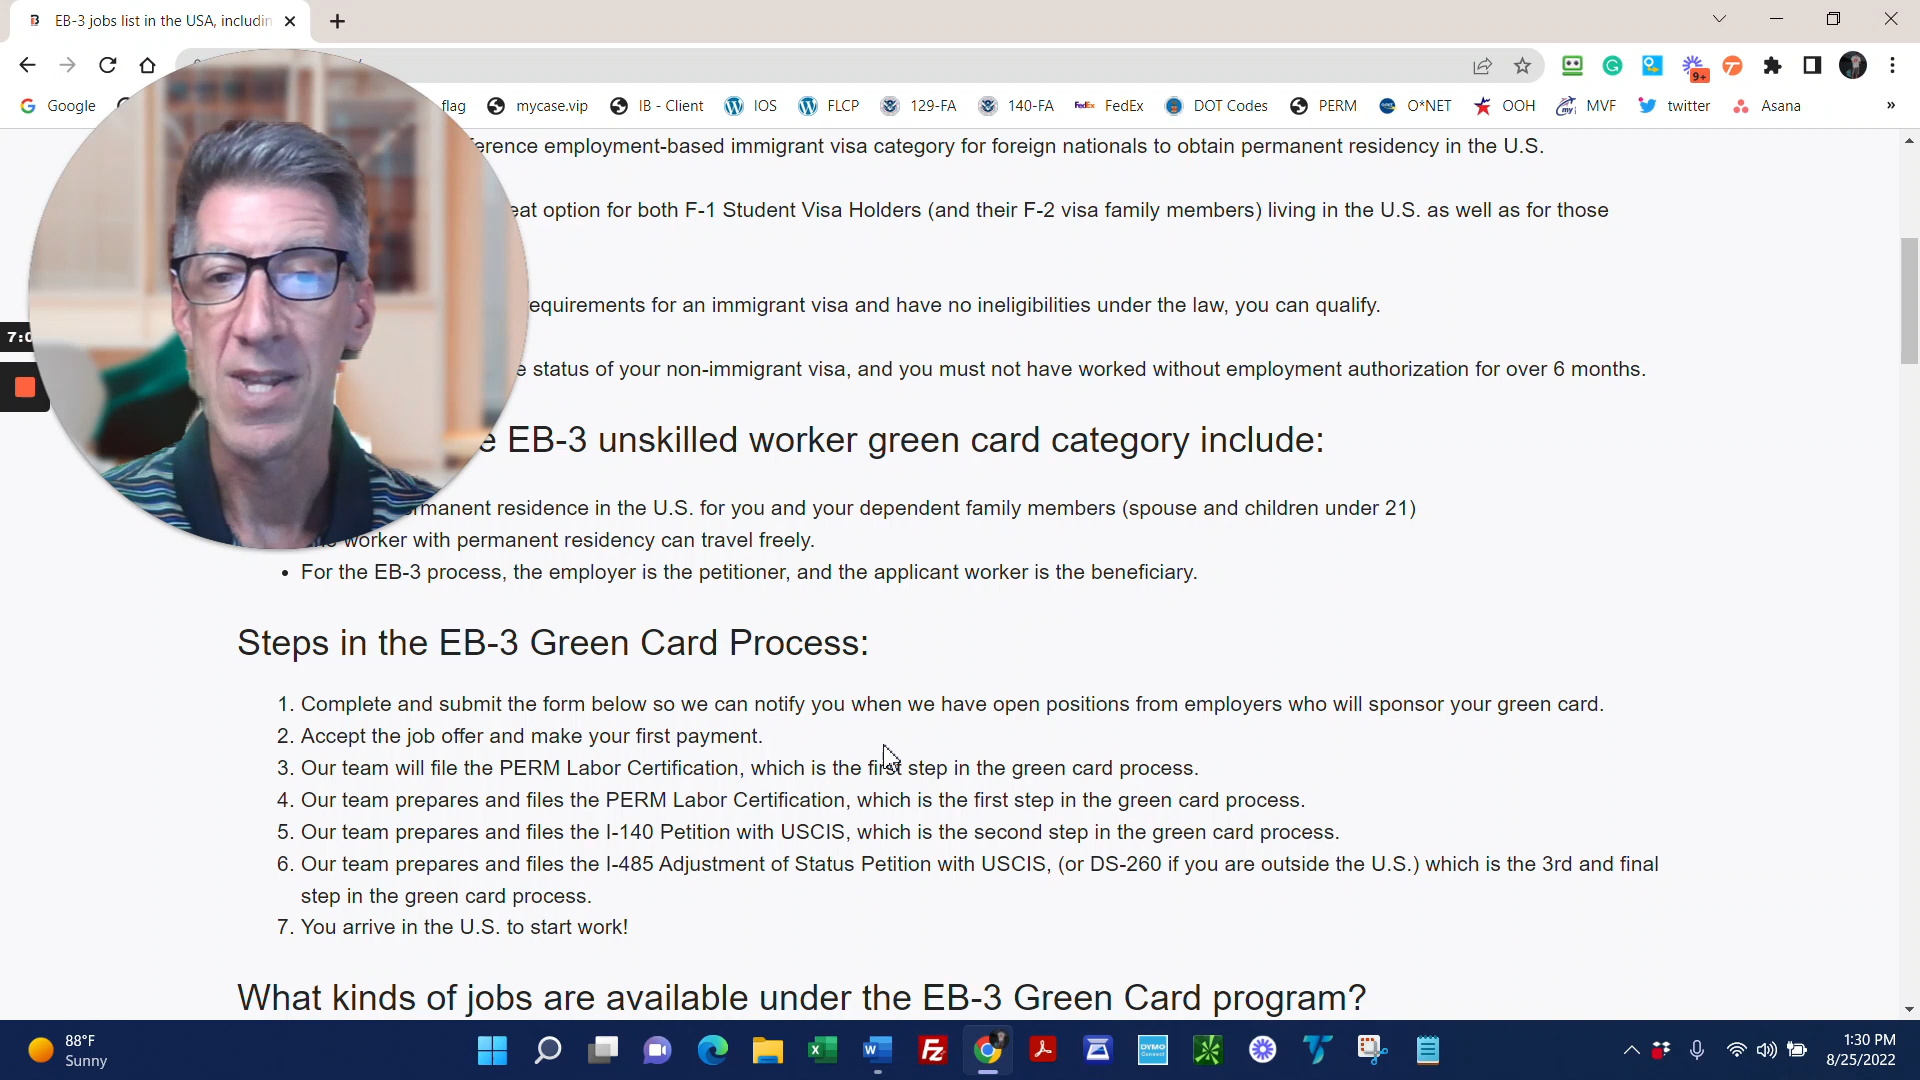 EB-3 jobs list in the USA, includin
9+
Google
flag
mycase.vip
IB - Client
IOS
FLCP
129-FA
140-FA
FedEx
FedEx
DOT Codes
PERM
O*NET
OOH
my
MVF
twitter
Asana
»
employment-based immigrant visa category for foreign nationals to obtain permanent residency in the U.S.
option for both F-1 Student Visa Holders (and their F-2 visa family members) living in the U.S. as well as for those
equirements for an immigrant visa and have no ineligibilities under the law, you can qualify.
7:0
status of your non-immigrant visa, and you must not have worked without employment authorization for over 6 months.
EB-3 unskilled worker green card category include:
rmanent residence in the U.S. for you and your dependent family members (spouse and children under 21)
worker with permanent residency can travel freely.
• For the EB-3 process, the employer is the petitioner, and the applicant worker is the beneficiary.
Steps in the EB-3 Green Card Process:
1. Complete and submit the form below so we can notify you when we have open positions from employers who will sponsor your green card.
2. Accept the job offer and make your first payment.
3. Our team will file the PERM Labor Certification, which is the first step in the green card process.
4. Our team prepares and files the PERM Labor Certification, which is the first step in the green card process.
5. Our team prepares and files the I-140 Petition with USCIS, which is the second step in the green card process.
6. Our team prepares and files the I-485 Adjustment of Status Petition with USCIS, (or DS-260 if you are outside the U.S.) which is the 3rd and final
step in the green card process.
7. You arrive in the U.S. to start work!
What kinds of jobs are available under the EB-3 Green Card program?
88°F
Sunny
DYMO
Connect
1:30 PM
8/25/2022